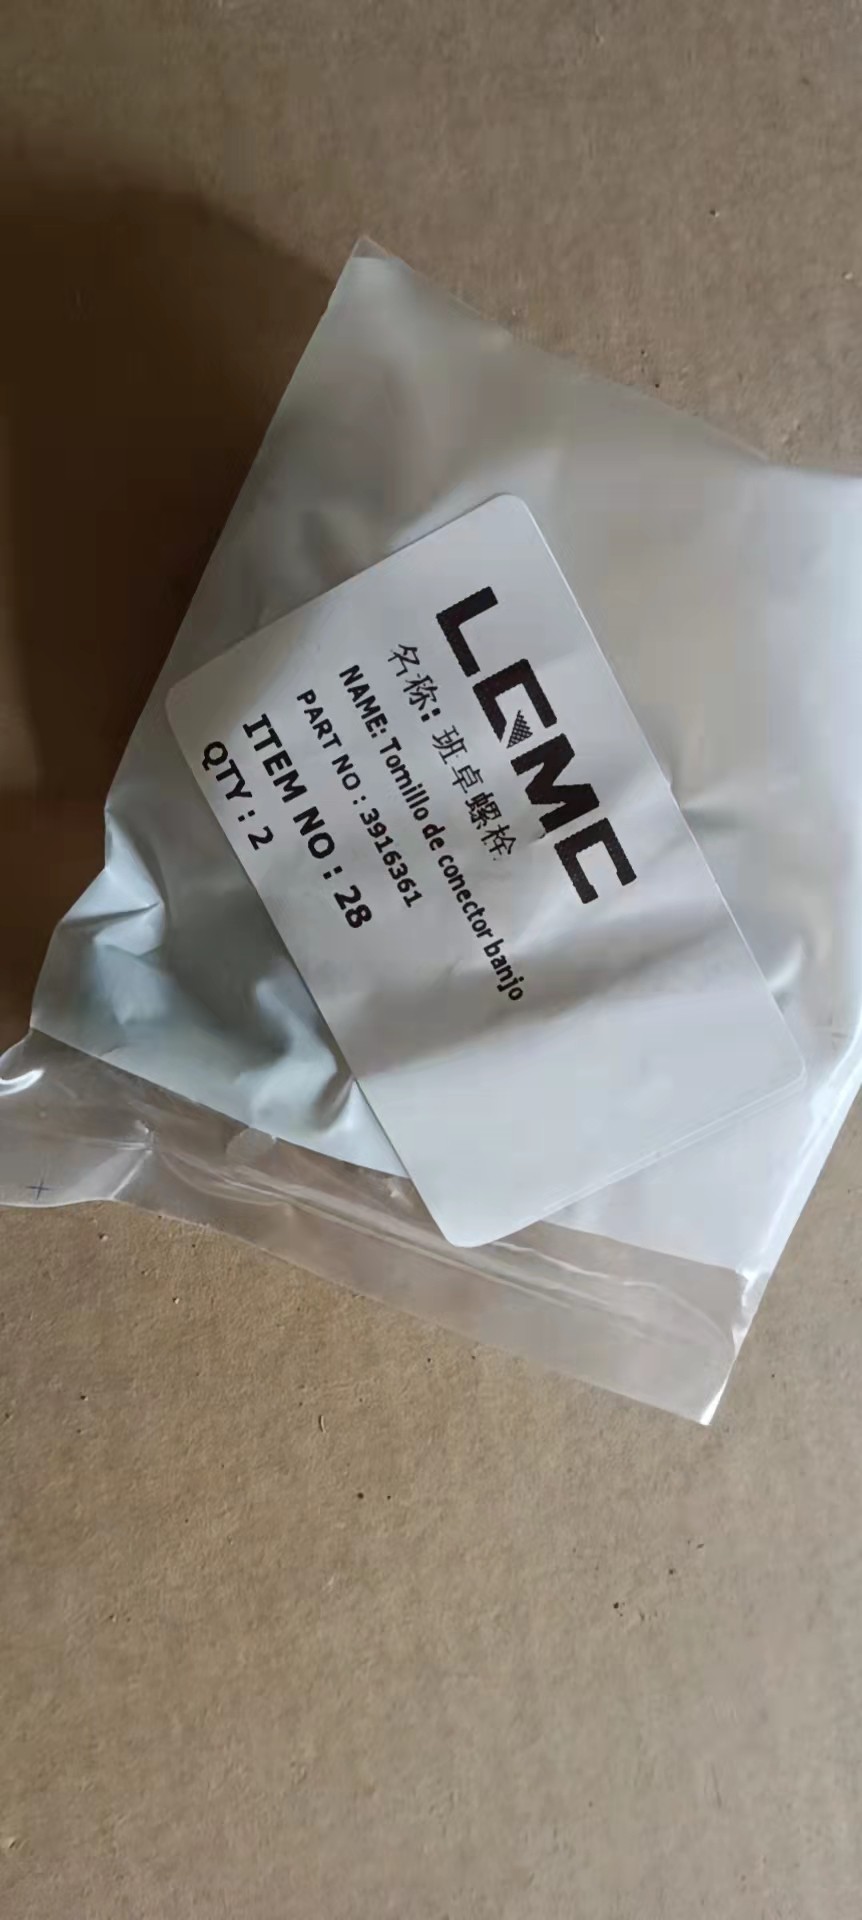 LGMC
名称: 班卓螺栓
NAME: Tornillo de conector banjo
PART NO : 3916361
ITEM NO : 28
QTY : 2